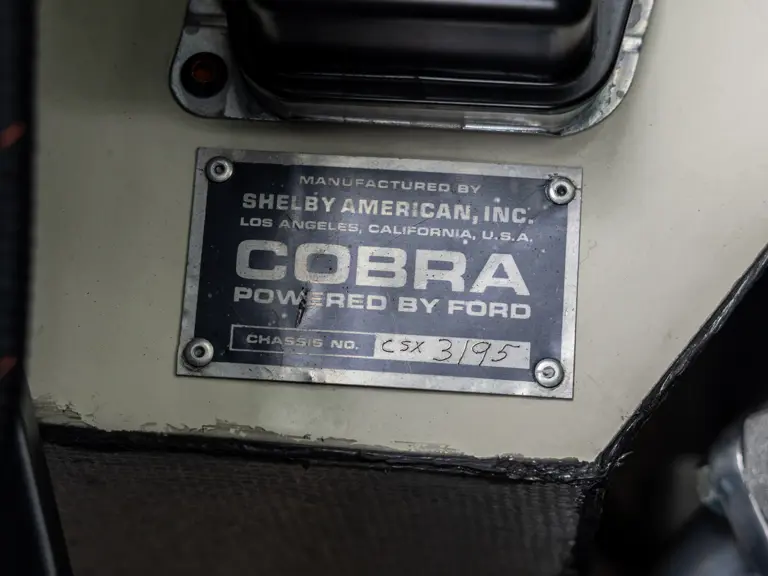 MANUFACTURED BY
SHELBY AMERICAN, INC.
LOS ANGELES, CALIFORNIA, U.S.A.
COBRA
POWERED BY FORD
CHASSIS NO. CSX 3195